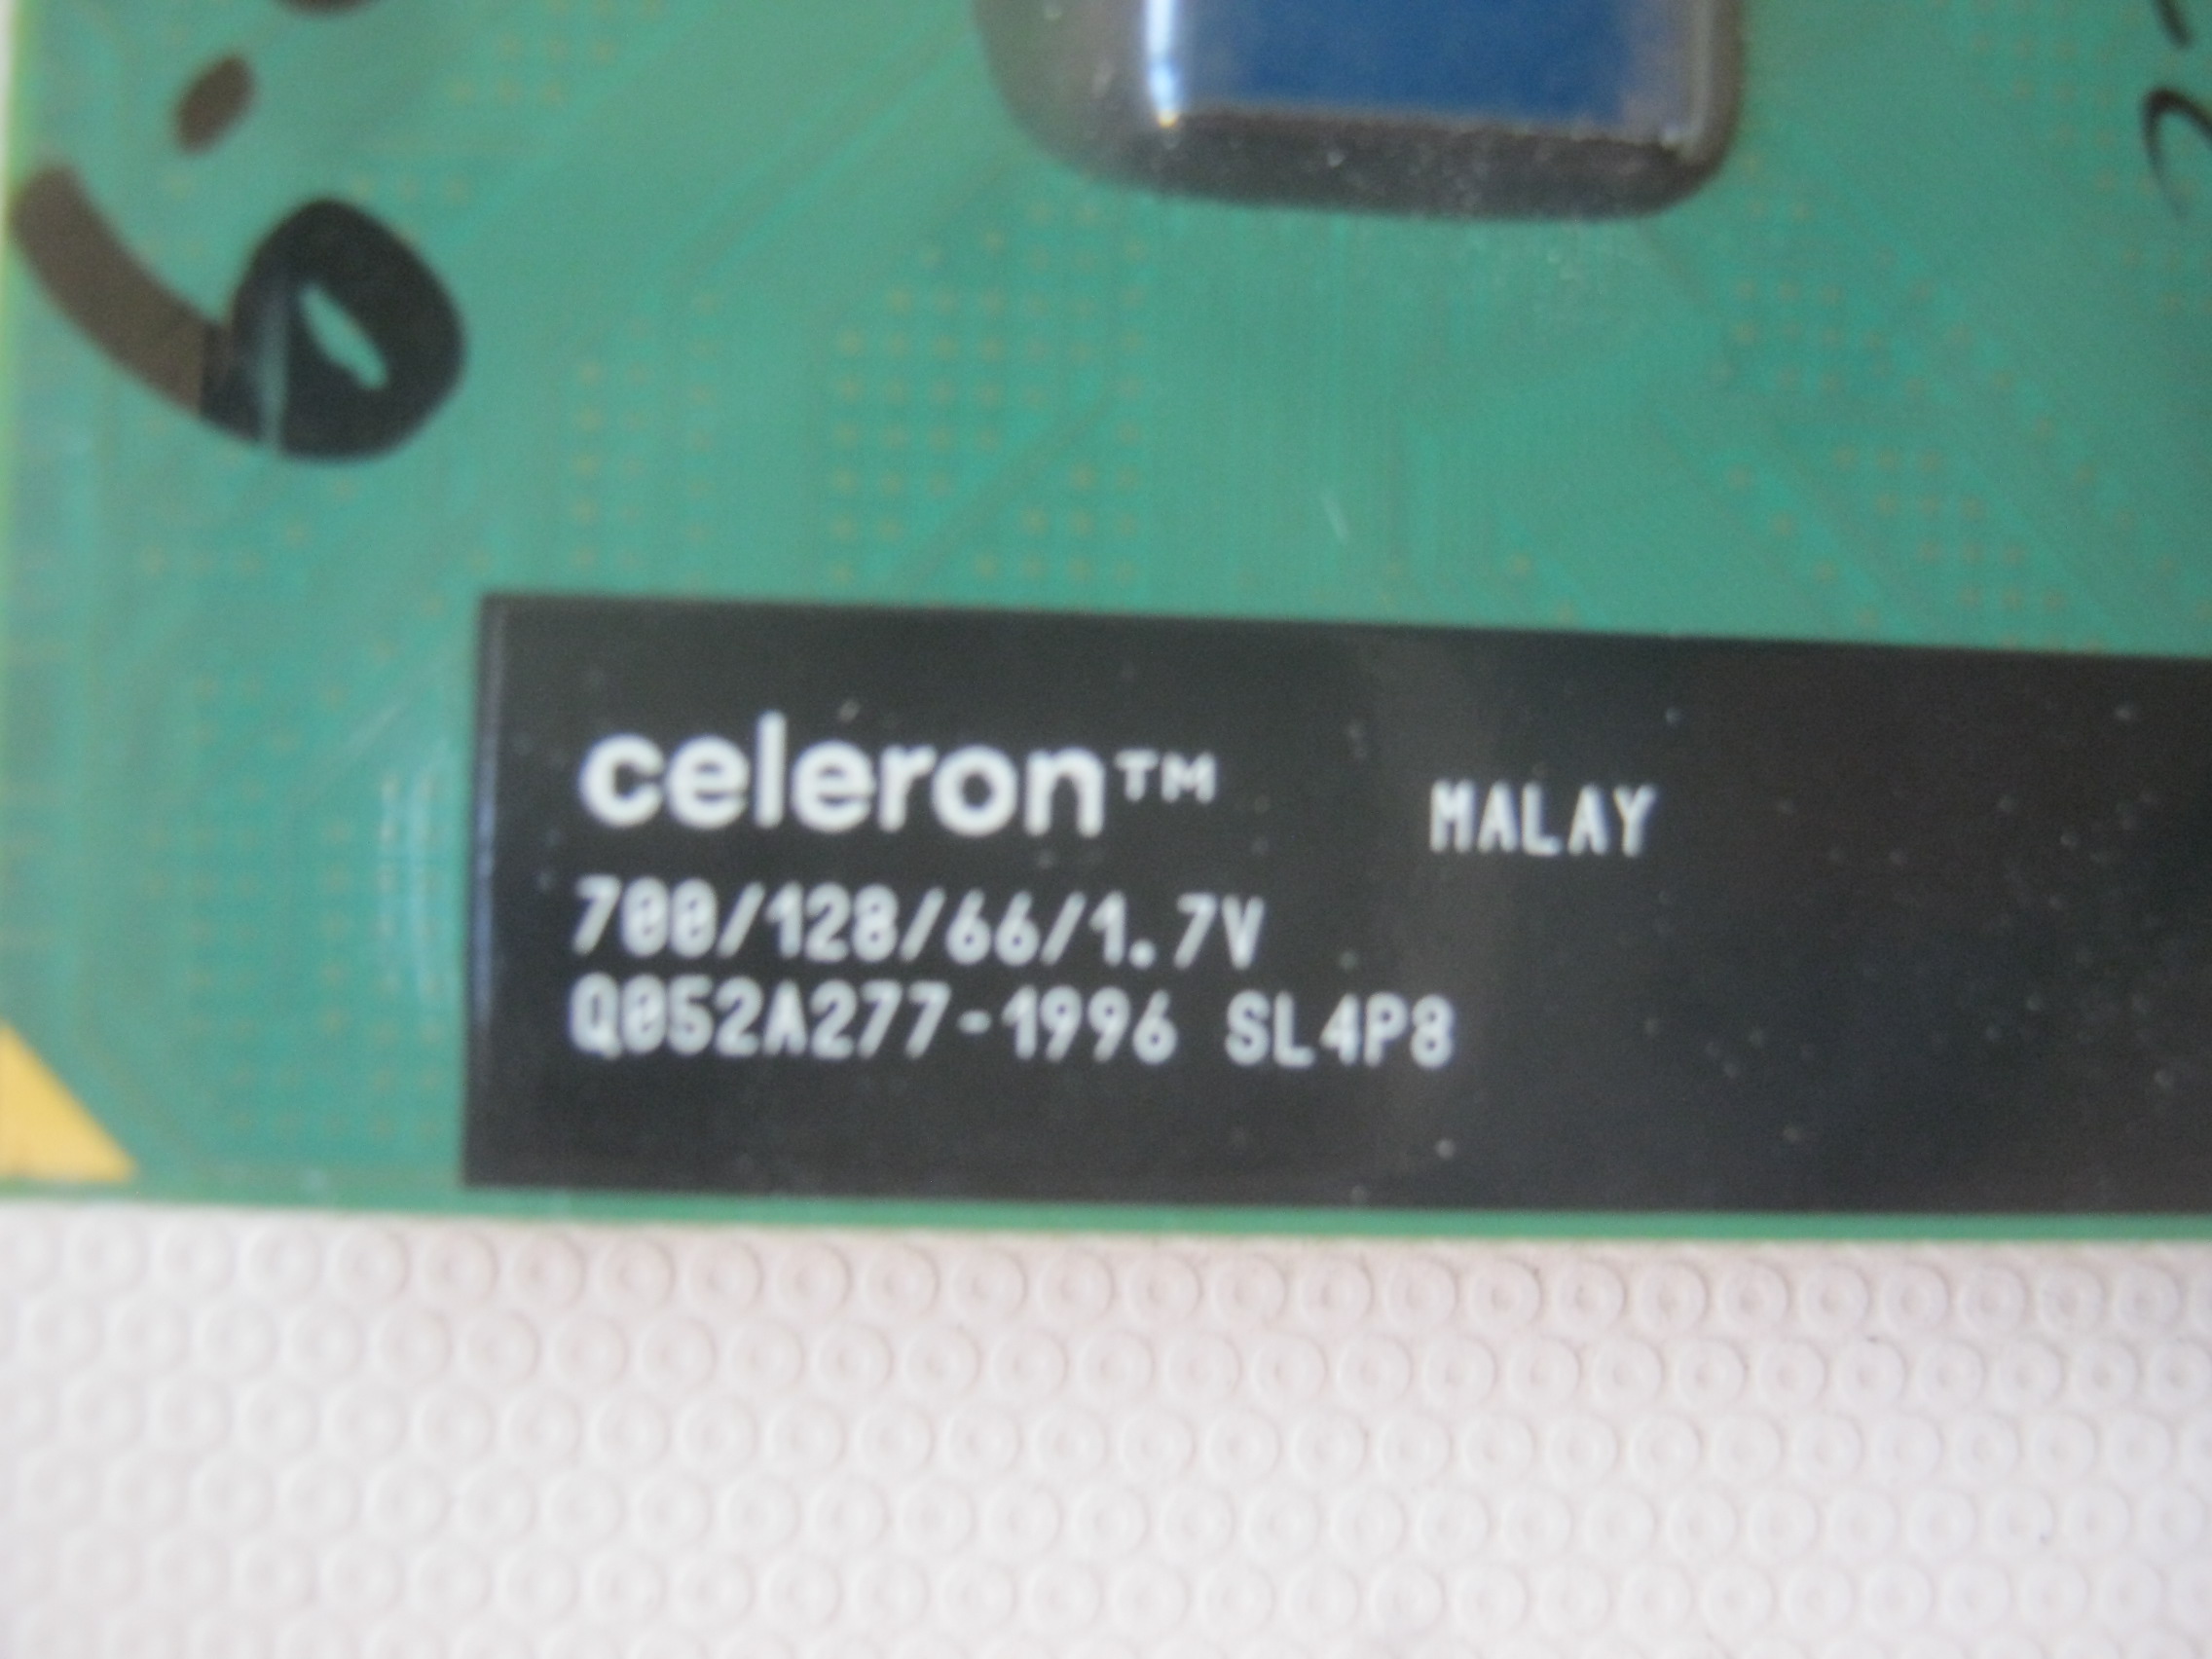 celeron™ MALAY
700/128/66/1.7V
Q052A277-1996 SL4P8